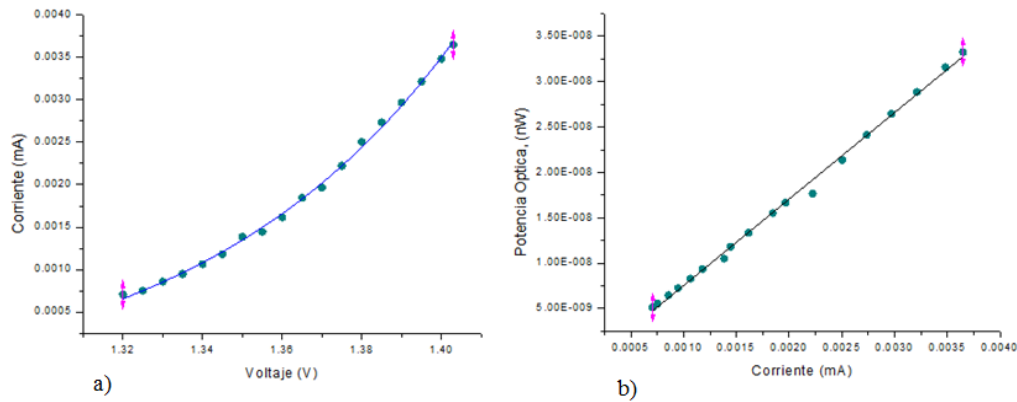 0.0040
0.0035
0.0030
0.0025
0.0020
0.0015
0.0010
0.0005
Corriente (mA)
1.32
1.34
1.36
1.38
1.40
Voltaje (V)
a)
3.50E-008
3.00E-008
2.50E-008
2.00E-008
1.50E-008
1.00E-008
5.00E-009
Potencia Optica, (nW)
0.0005
0.0010
0.0015
0.0020
0.0025
0.0030
0.0035
0.0040
Corriente (mA)
b)